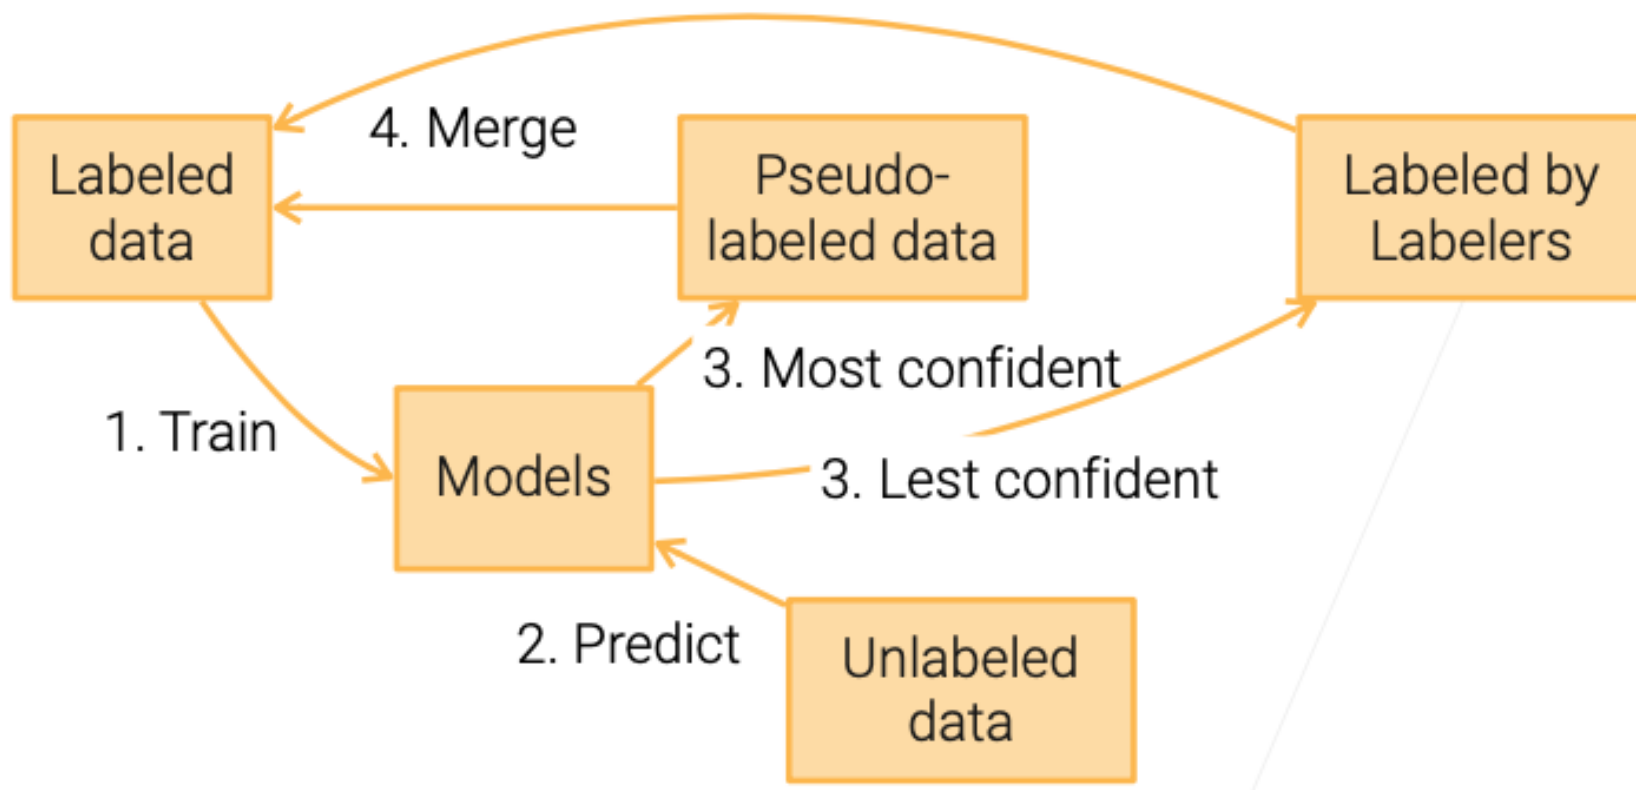 4. Merge
Labeled
data
Pseudo-
labeled data
Labeled by
Labelers
3. Most confident
1. Train
Models
3. Lest confident
2. Predict
Unlabeled
data